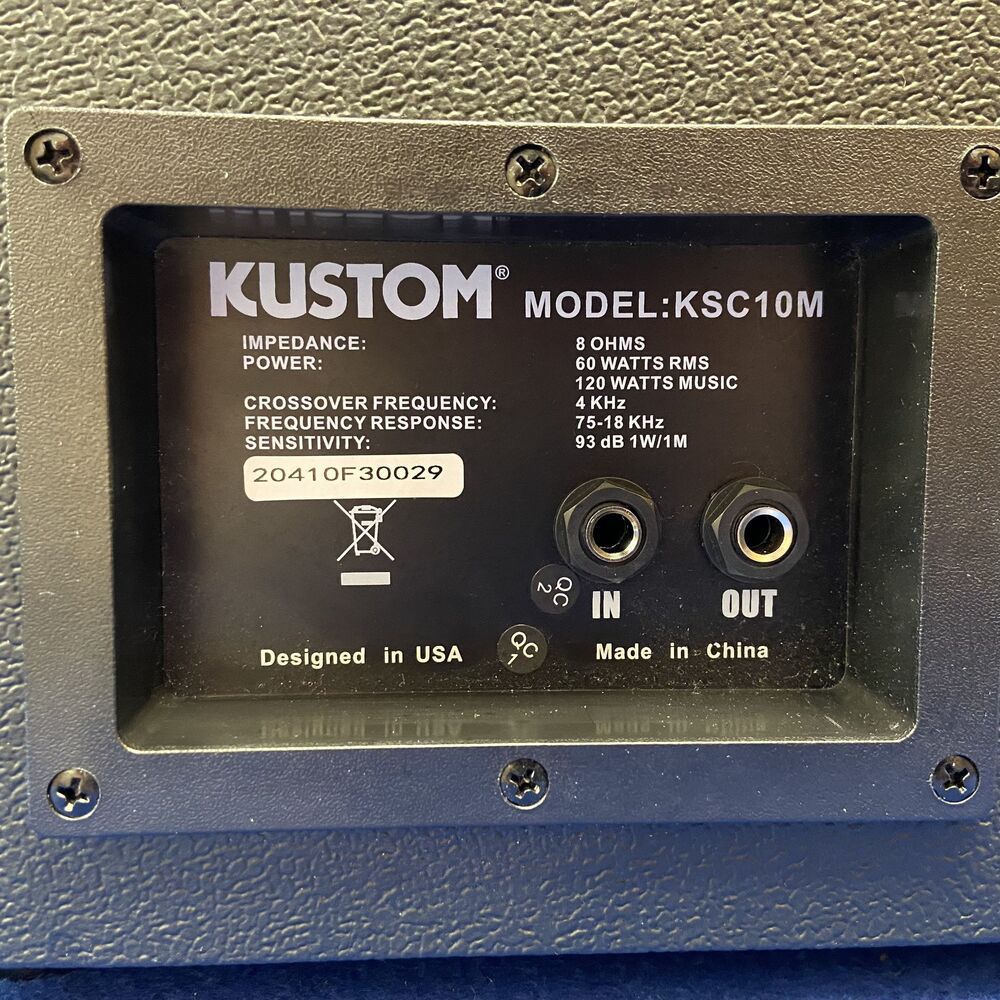 KUSTOM® MODEL:KSC10M
IMPEDANCE: 8 OHMS
POWER: 60 WATTS RMS
120 WATTS MUSIC
CROSSOVER FREQUENCY: 4 KHz
FREQUENCY RESPONSE: 75-18 KHz
SENSITIVITY: 93 dB 1W/1M
20410F30029
QC 2
IN OUT
Designed in USA
QC 1
Made in China